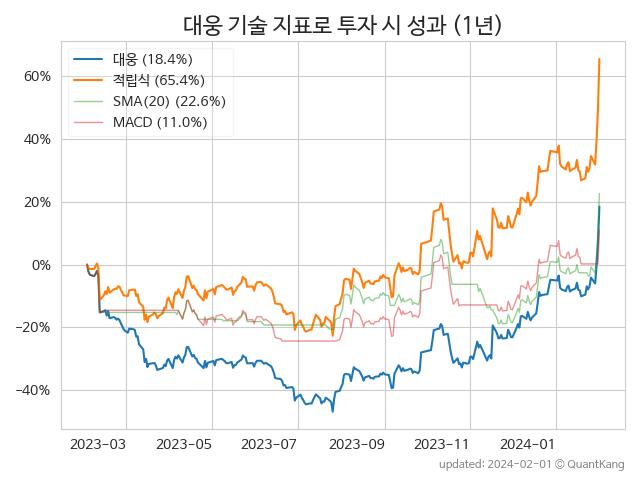 대웅 기술 지표로 투자 시 성과 (1년)
대웅 (18.4%)
적립식 (65.4%)
SMA(20) (22.6%)
MACD (11.0%)
60%
40%
20%
0%
−20%
−40%
2023-03
2023-05
2023-07
2023-09
2023-11
2024-01
updated: 2024-02-01 © QuantKang